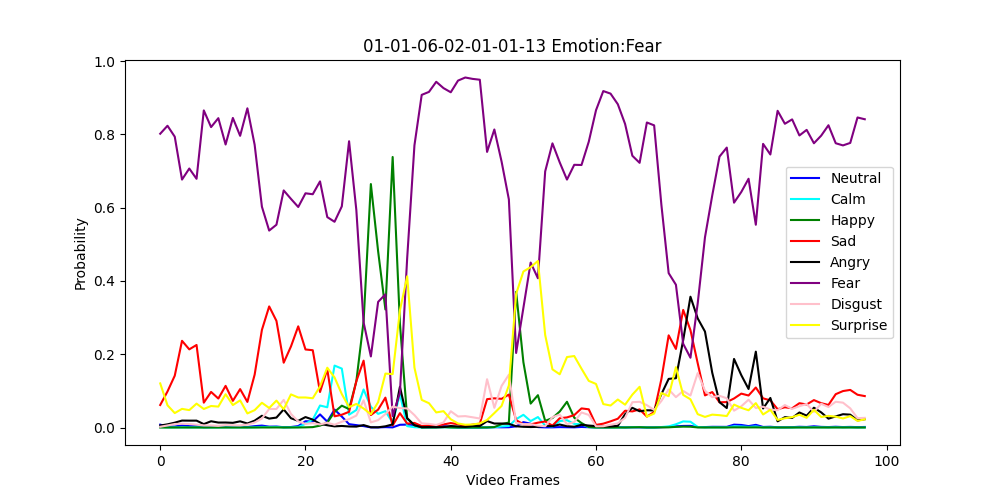 01-01-06-02-01-01-13 Emotion:Fear
1.0
0.8
0.6
0.4
0.2
0.0
Probability
0
20
40
60
80
100
Video Frames
Neutral
Calm
Happy
Sad
Angry
Fear
Disgust
Surprise